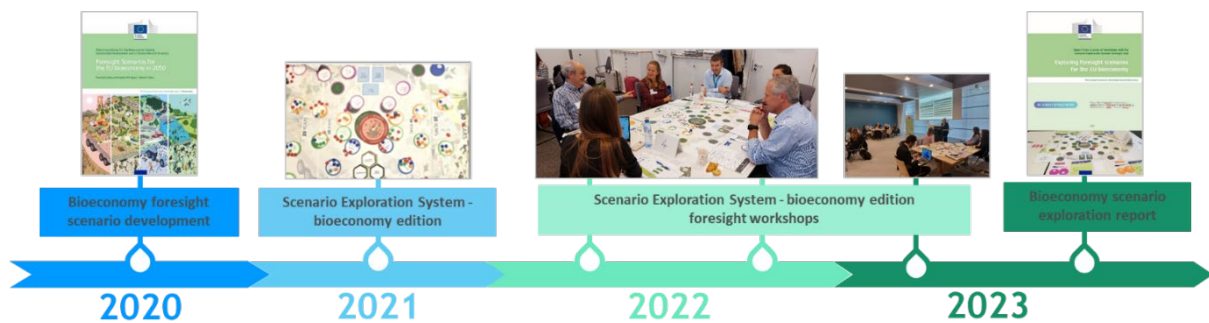 Foresight Scenarios for
the EU bioeconomy in 2050
Exploring foresight scenarios
for the EU bioeconomy
Bioeconomy foresight
scenario development
Scenario Exploration System -
bioeconomy edition
Scenario Exploration System - bioeconomy edition
foresight workshops
Bioeconomy scenario
exploration report
2020
2021
2022
2023